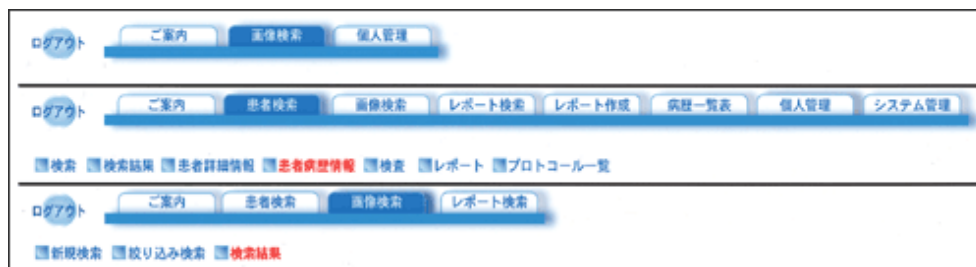 ログアウト ご案内 画像検索 個人管理
ログアウト ご案内 患者検索 画像検索 レポート検索 レポート作成 病歴一覧表 個人管理 システム管理
検索 検索結果 患者詳細情報 患者病歴情報 検査 レポート プロトコール一覧
ログアウト ご案内 患者検索 画像検索 レポート検索
新規検索 絞り込み検索 検索結果